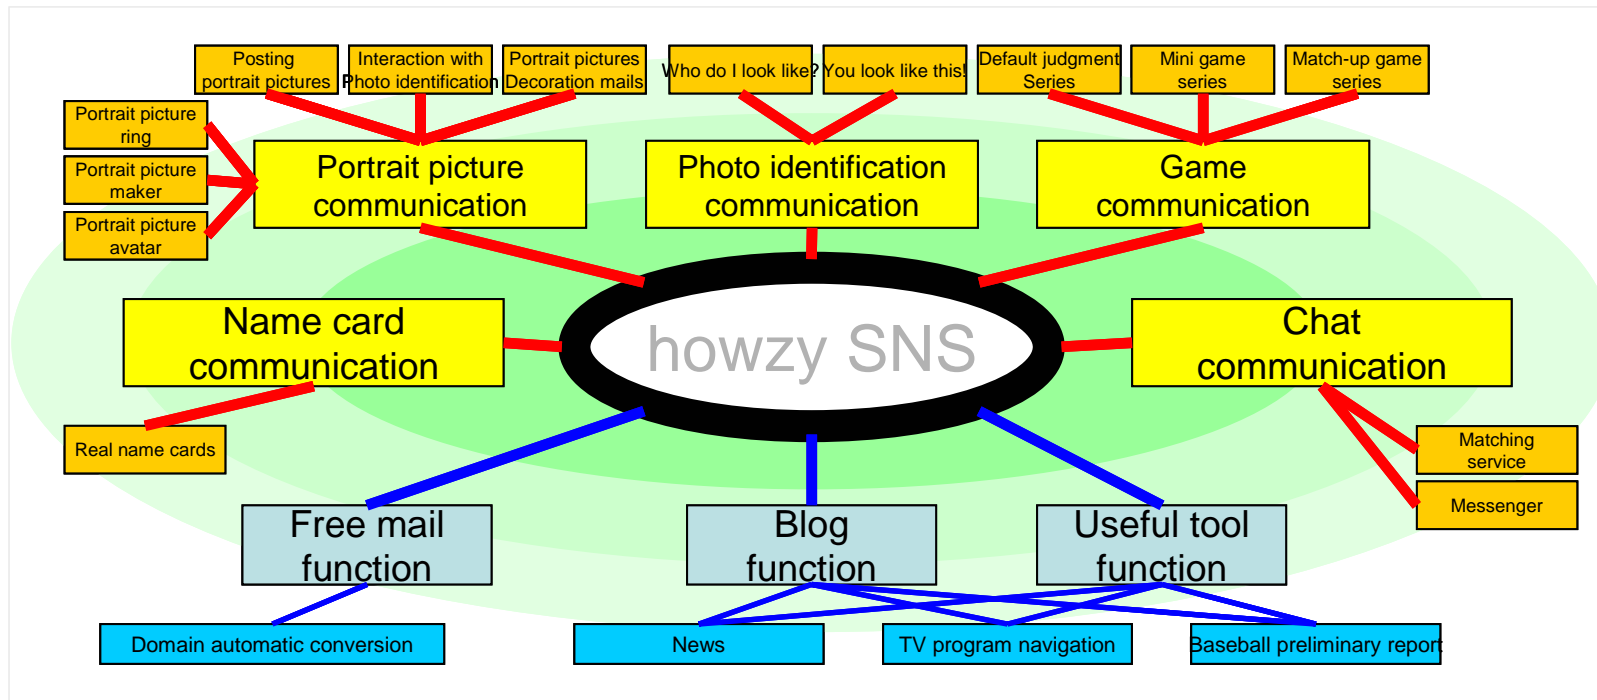 Posting
portrait pictures
Interaction with
Photo identification
Portrait pictures
Decoration mails
Who do I look like?
You look like this!
Default judgment
Series
Mini game
series
Match-up game
series
Portrait picture
ring
Portrait picture
maker
Portrait picture
avatar
Portrait picture
communication
Photo identification
communication
Game
communication
Name card
communication
howzy SNS
Chat
communication
Real name cards
Matching
service
Messenger
Free mail
function
Blog
function
Useful tool
function
Domain automatic conversion
News
TV program navigation
Baseball preliminary report